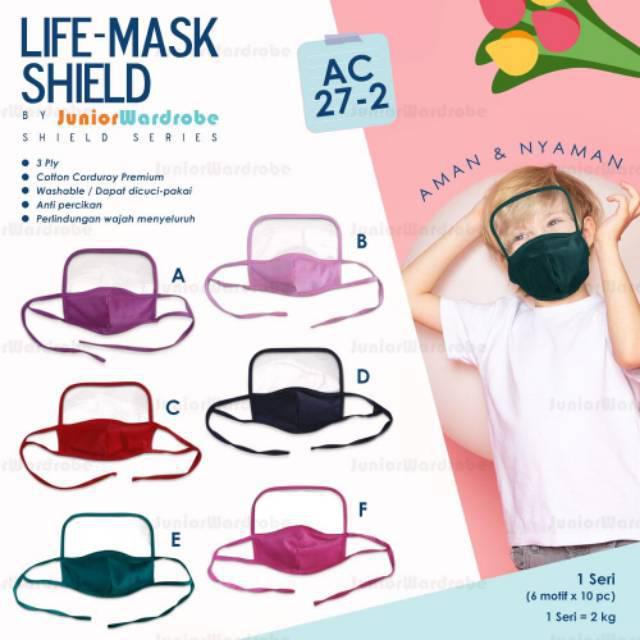 LIFE-MASK
SHIELD
BY JuniorWardrobe
SHIELD SERIES
3 Ply
Cotton Corduroy Premium
Washable / Dapat dicuci-pakai
Anti percikan
Perlindungan wajah menyeluruh
AC
27-2
AMAN & NYAMAN
A
B
C
D
E
F
1 Seri
(6 motif x 10 pc)
1 Seri = 2 kg
JuniorWardrobe